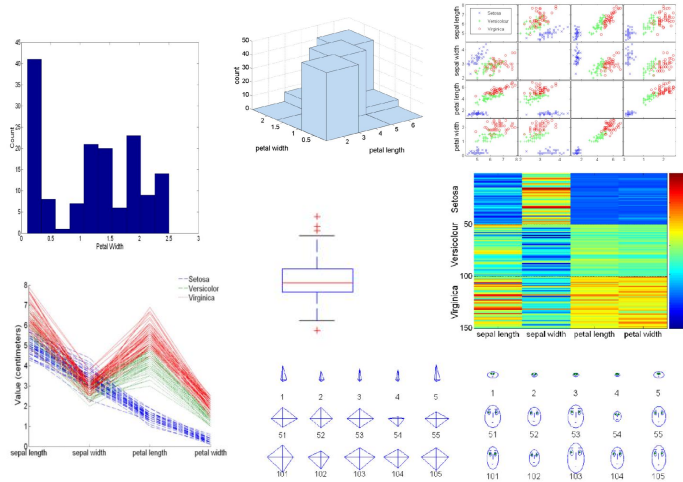 45
40
35
30
25
20
15
10
5
0
Count
0 0.5 1 1.5 2 2.5 3
Petal Width
50
40
30
20
10
0
count
2
1.5
1
0.5
petal width
2 3 4 5 6
petal length
Setosa
Versicolour
Virginica
sepal length
sepal width
petal length
petal width
Setosa
Versicolour
Virginica
50
100
150
sepal length sepal width petal length petal width
8
7
6
5
4
3
2
1
0
Value (centimeters)
Setosa
Versicolor
Virginica
sepal length sepal width petal length petal width
1 2 3 4 5
51 52 53 54 55
101 102 103 104 105
1 2 3 4 5
51 52 53 54 55
101 102 103 104 105